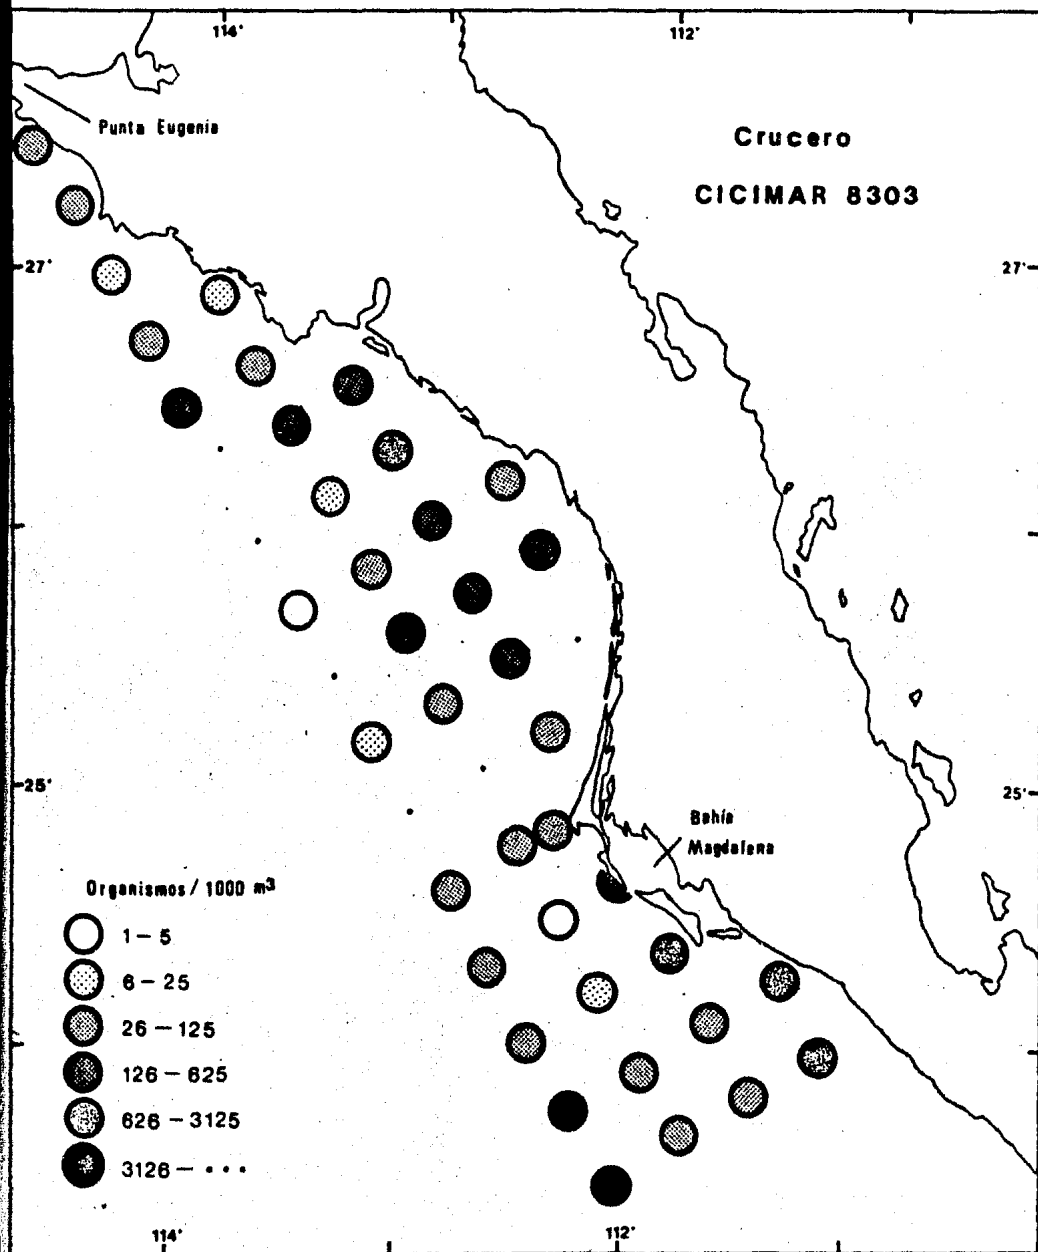 114°
112°
Punta Eugenia
Crucero
CICIMAR 8303
27°
27°
25°
25°
Bahía
Magdalena
Organismos / 1000 m³
1 – 5
6 – 25
26 – 125
126 – 625
626 – 3125
3126 – • • •
114°
112°